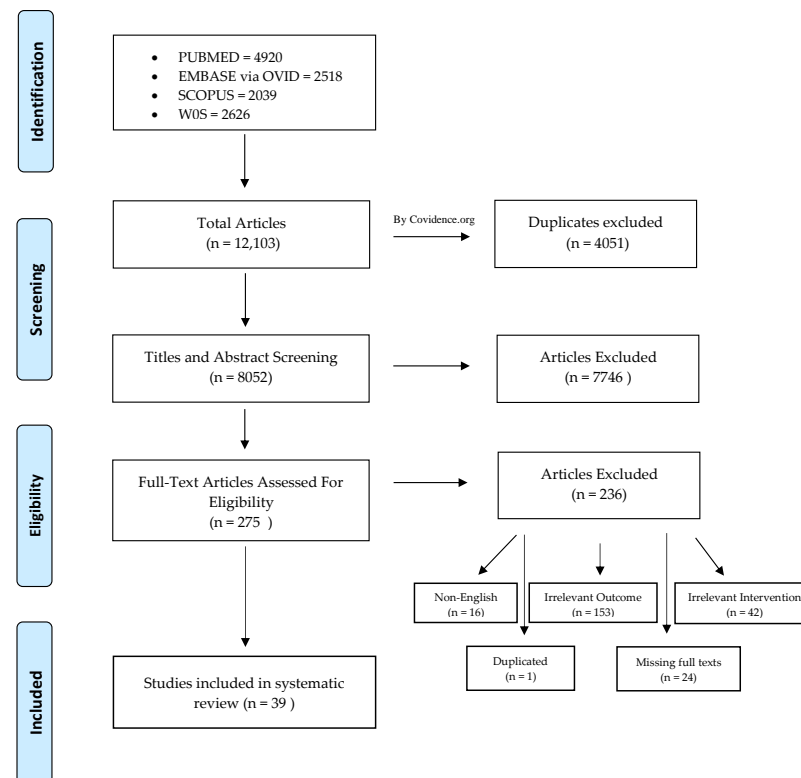 Identification
• PUBMED = 4920
• EMBASE via OVID = 2518
• SCOPUS = 2039
• W0S = 2626
Screening
Total Articles
(n = 12,103)
By Covidence.org
Duplicates excluded
(n = 4051)
Titles and Abstract Screening
(n = 8052)
Articles Excluded
(n = 7746 )
Eligibility
Full-Text Articles Assessed For
Eligibility
(n = 275 )
Articles Excluded
(n = 236)
Non-English
(n = 16)
Irrelevant Outcome
(n = 153)
Irrelevant Intervention
(n = 42)
Duplicated
(n = 1)
Missing full texts
(n = 24)
Included
Studies included in systematic
review (n = 39 )